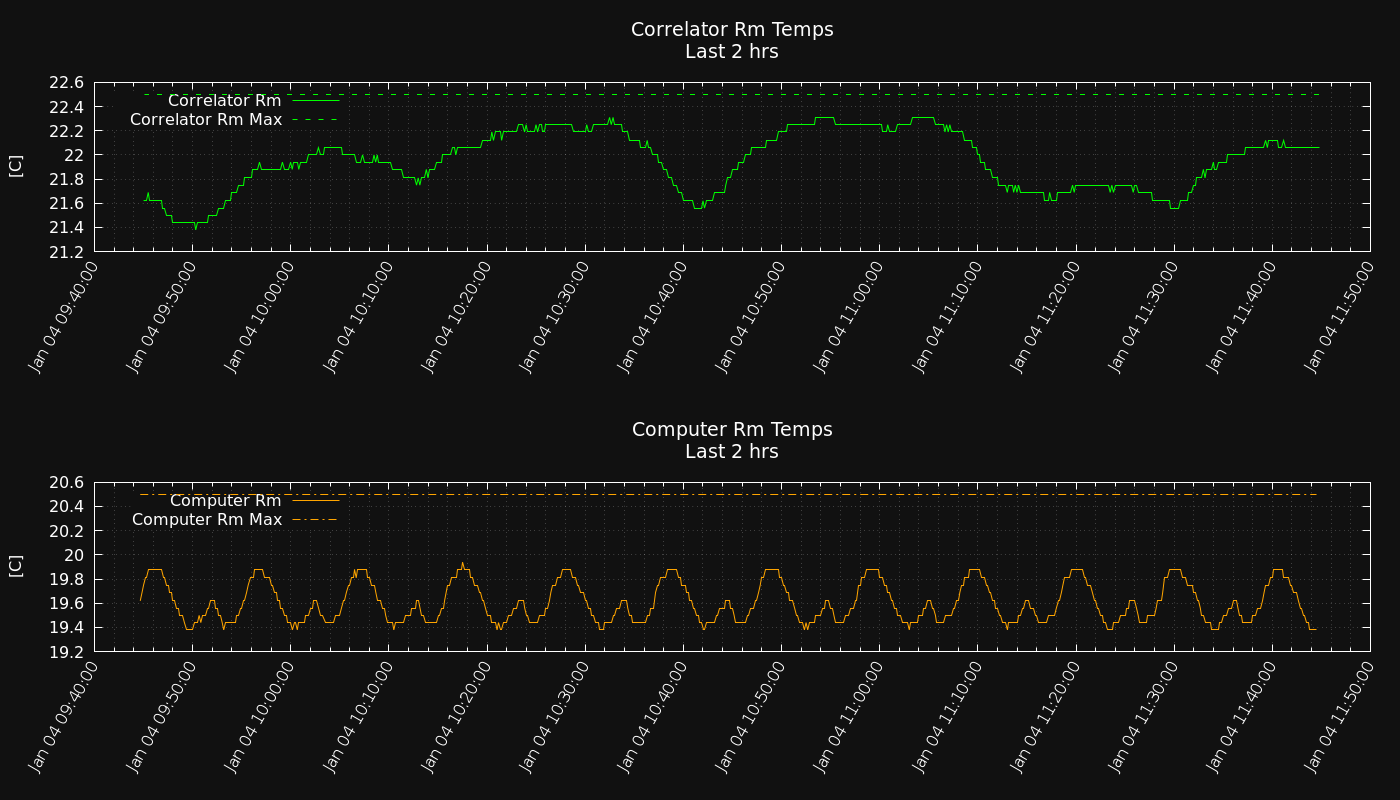 Correlator Rm Temps
Last 2 hrs
22.6
22.4
22.2
22
21.8
21.6
21.4
21.2
[C]
Correlator Rm
Correlator Rm Max
Jan 04 09:40:00
Jan 04 09:50:00
Jan 04 10:00:00
Jan 04 10:10:00
Jan 04 10:20:00
Jan 04 10:30:00
Jan 04 10:40:00
Jan 04 10:50:00
Jan 04 11:00:00
Jan 04 11:10:00
Jan 04 11:20:00
Jan 04 11:30:00
Jan 04 11:40:00
Jan 04 11:50:00
Computer Rm Temps
Last 2 hrs
20.6
20.4
20.2
20
19.8
19.6
19.4
19.2
[C]
Computer Rm
Computer Rm Max
Jan 04 09:40:00
Jan 04 09:50:00
Jan 04 10:00:00
Jan 04 10:10:00
Jan 04 10:20:00
Jan 04 10:30:00
Jan 04 10:40:00
Jan 04 10:50:00
Jan 04 11:00:00
Jan 04 11:10:00
Jan 04 11:20:00
Jan 04 11:30:00
Jan 04 11:40:00
Jan 04 11:50:00